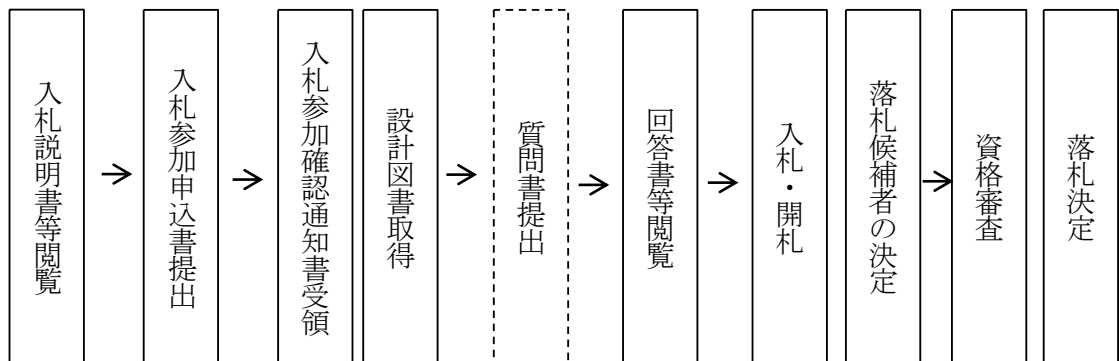 入札説明書等閲覧
入札参加申込書提出
入札参加確認通知書受領
設計図書取得
質問書提出
回答書等閲覧
入札・開札
落札候補者の決定
資格審査
落札決定